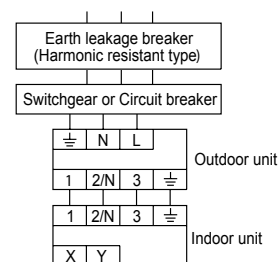 Earth leakage breaker
(Harmonic resistant type)
Switchgear or Circuit breaker
⏚ N L
Outdoor unit
1 2/N 3 ⏚
1 2/N 3 ⏚
Indoor unit
X Y